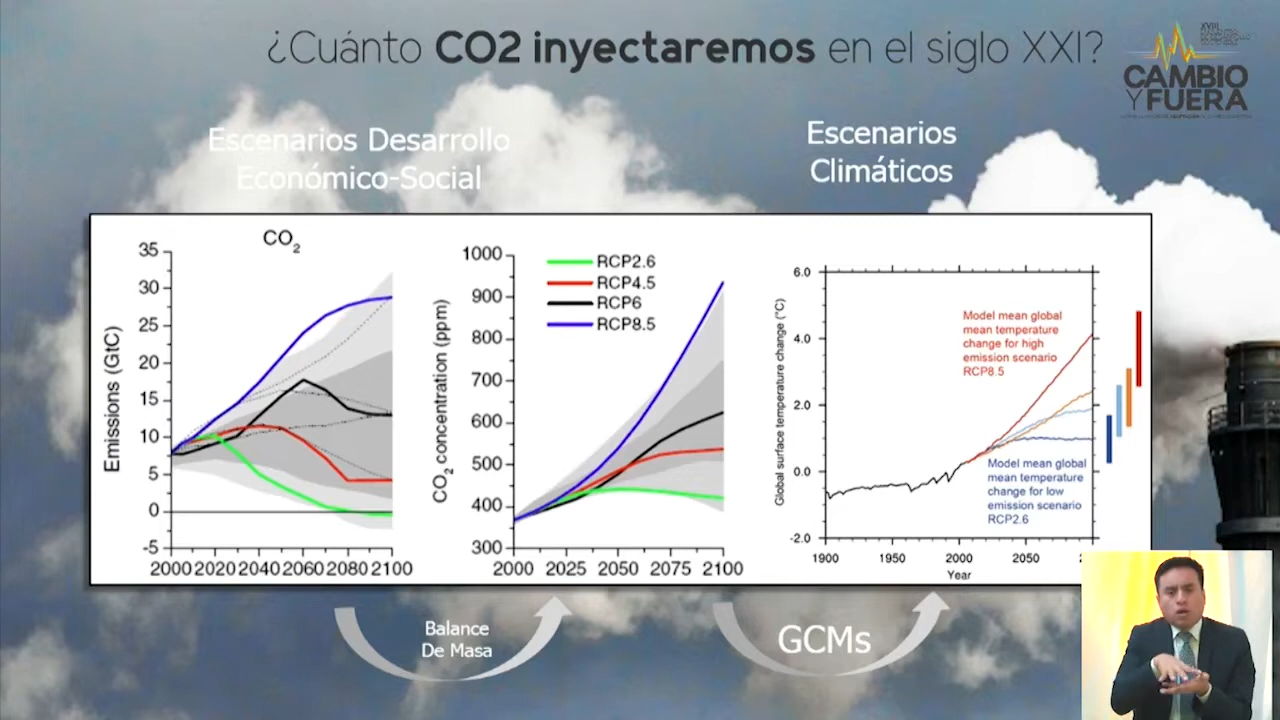 ¿Cuánto CO2 inyectaremos en el siglo XXI?
XVIII
CAMBIO
Y FUERA
Escenarios Desarrollo
Económico-Social
Escenarios
Climáticos
CO2
Emissions (GtC)
35
30
25
20
15
10
5
0
-5
2000 2020 2040 2060 2080 2100
CO2 concentration (ppm)
1000
900
800
700
600
500
400
300
2000 2025 2050 2075 2100
RCP2.6
RCP4.5
RCP6
RCP8.5
Global surface temperature change (°C)
6.0
4.0
2.0
0.0
-2.0
Model mean global
mean temperature
change for high
emission scenario
RCP8.5
Model mean global
mean temperature
change for low
emission scenario
RCP2.6
1900 1950 2000 2050
Year
Balance
De Masa
GCMs